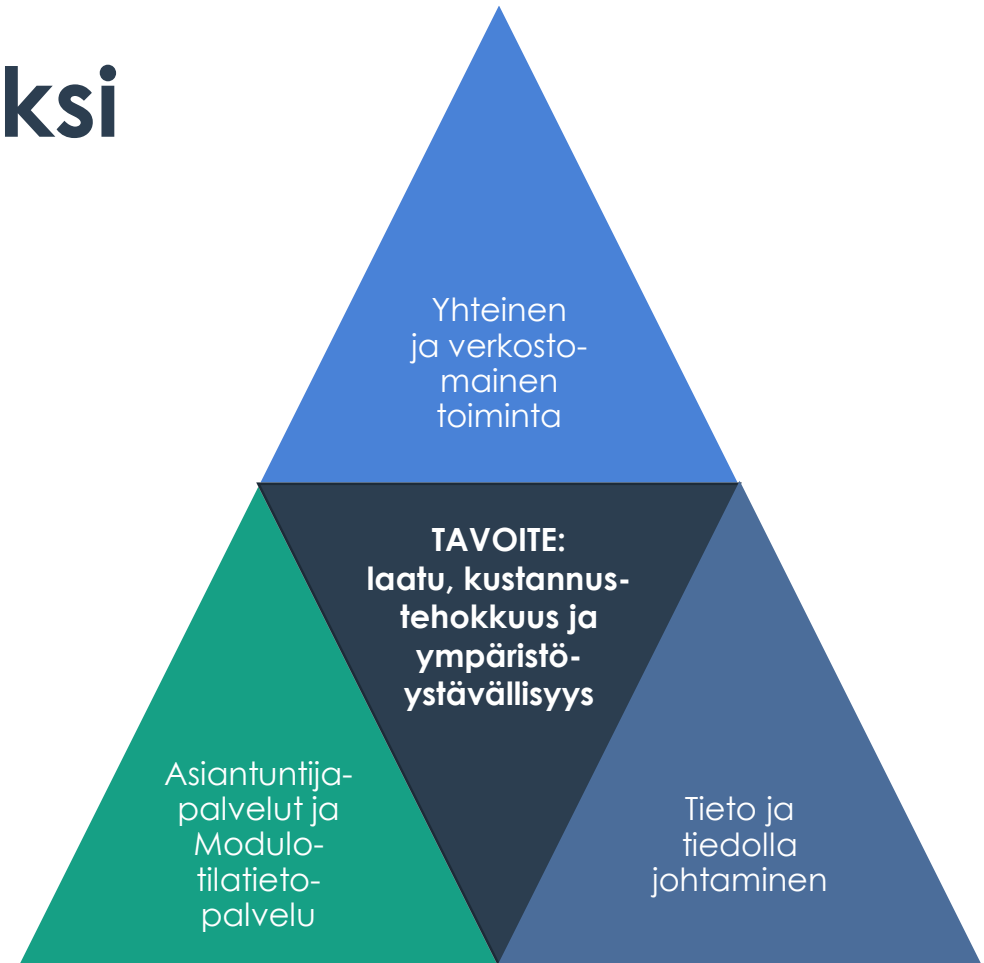 ksi
Yhteinen
ja verkosto-
mainen
toiminta
TAVOITE:
laatu, kustannus-
tehokkuus ja
ympäristö-
ystävällisyys
Asiantuntija-
palvelut ja
Modulo-
tilatieto-
palvelu
Tieto ja
tiedolla
johtaminen